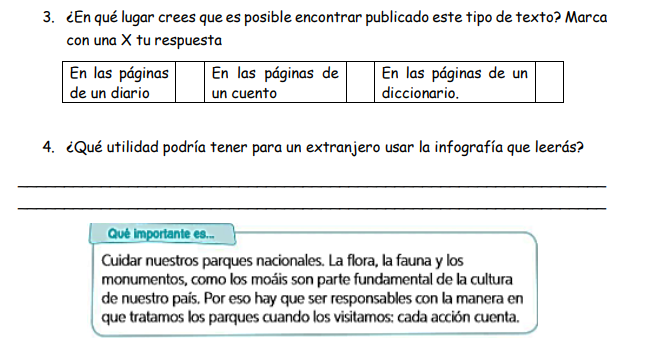 3. ¿En qué lugar crees que es posible encontrar publicado este tipo de texto? Marca
con una X tu respuesta
En las páginas de un diario
En las páginas de un cuento
En las páginas de un diccionario.
4. ¿Qué utilidad podría tener para un extranjero usar la infografía que leerás?
Qué importante es...
Cuidar nuestros parques nacionales. La flora, la fauna y los
monumentos, como los moáis son parte fundamental de la cultura
de nuestro país. Por eso hay que ser responsables con la manera en
que tratamos los parques cuando los visitamos: cada acción cuenta.